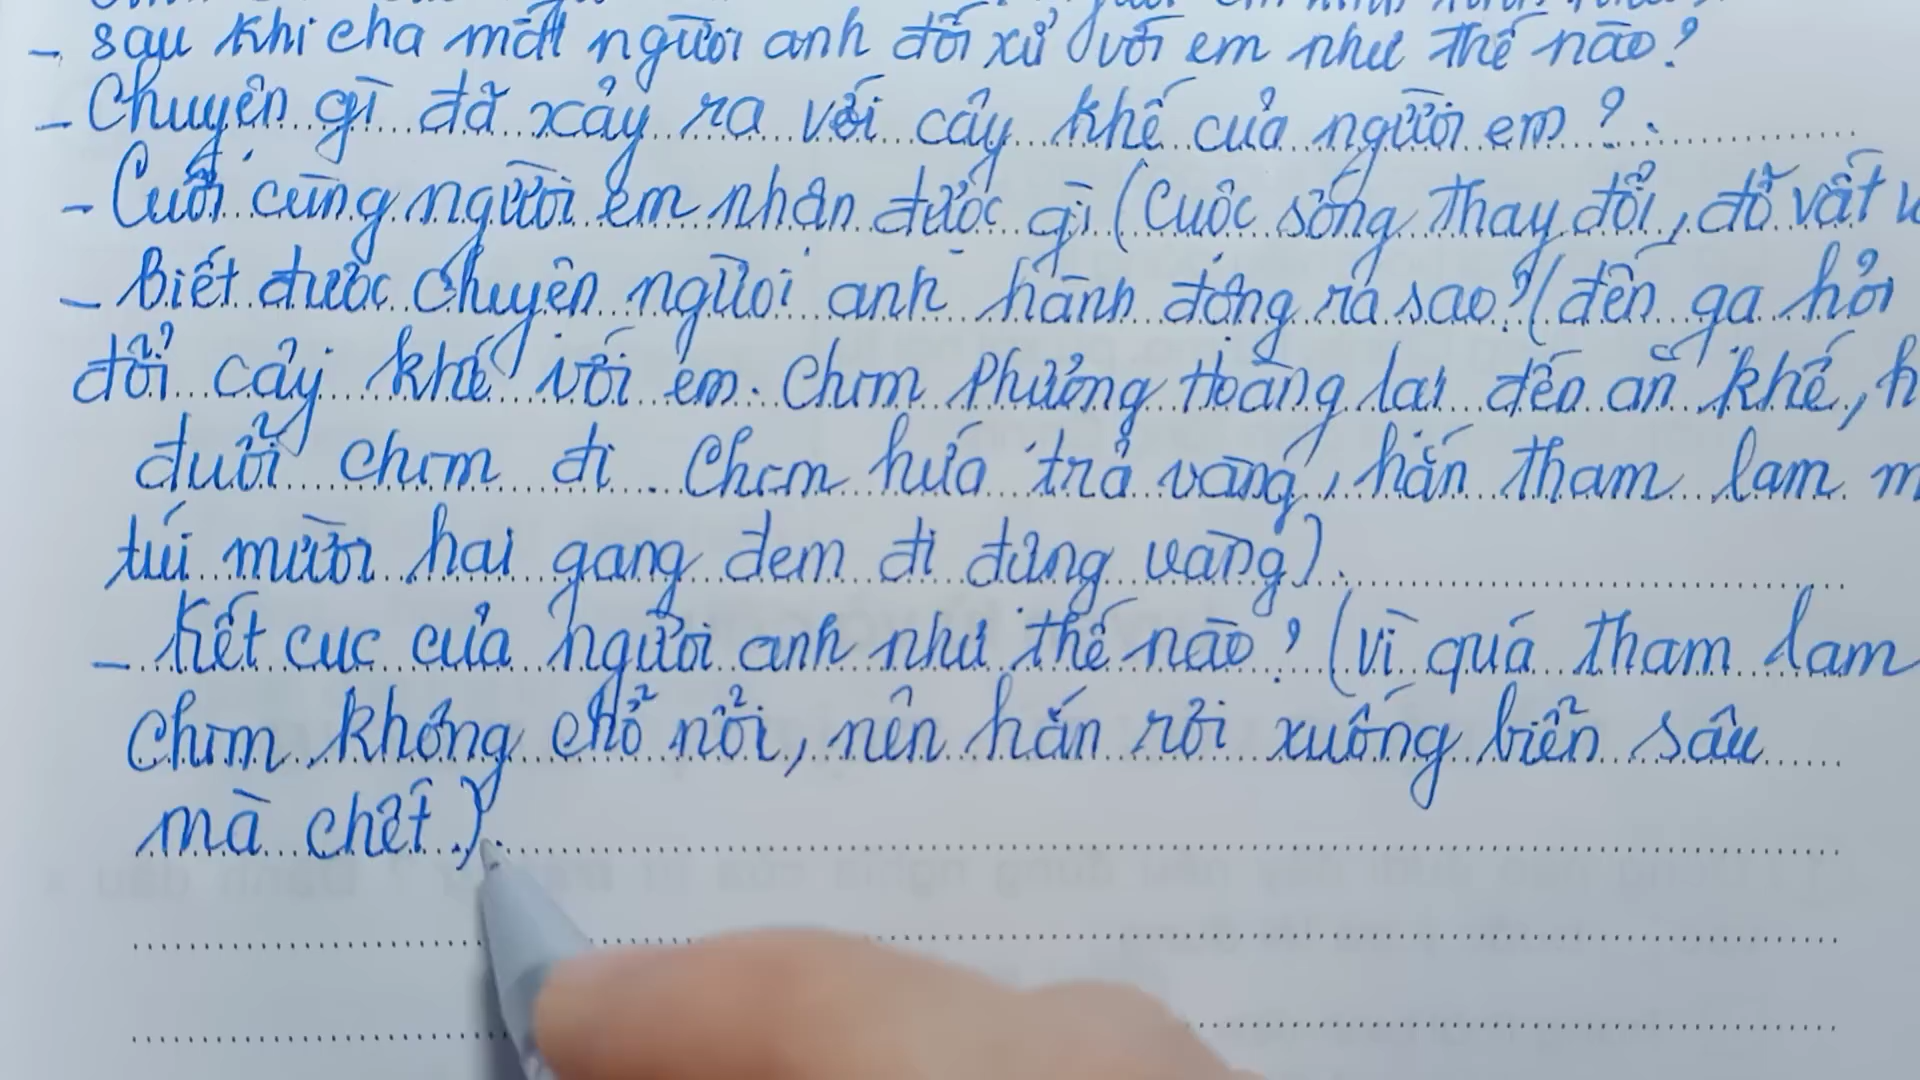 - sau khi cha mất người anh đối xử với em như thế nào?
- Chuyện gì đã xảy ra với cây khế của người em?.
- Cuối cùng người em nhận được gì (Cuộc sống thay đổi, đồ vật
- Biết được chuyện người anh hành động ra sao? (đến gạ hỏi
đổi cây khế với em. Chim Phượng Hoàng lại đến ăn khế, h
đuổi chim đi. Chim hứa trả vàng, hắn tham lam m
túi mười hai gang đem đi đựng vàng).
- Kết cục của người anh như thế nào? (vì quá tham lam
chim không chở nổi, nên hắn rơi xuống biển sâu
mà chết).